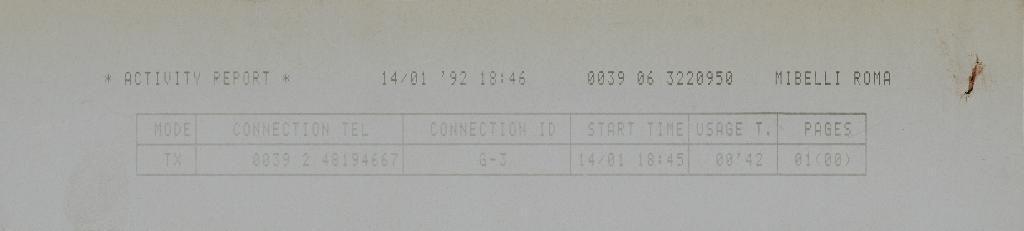 * ACTIVITY REPORT * 14/01 '92 18:46 0039 06 3220950 MIBELLI ROMA
MODE CONNECTION TEL CONNECTION ID START TIME USAGE T. PAGES
TX 0039 2 48194667 G-3 14/01 18:45 00'42 01(00)